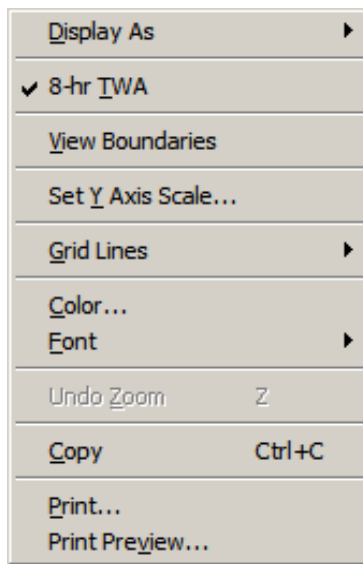 Display As
8-hr TWA
View Boundaries
Set Y Axis Scale...
Grid Lines
Color...
Font
Undo Zoom Z
Copy Ctrl+C
Print...
Print Preview...